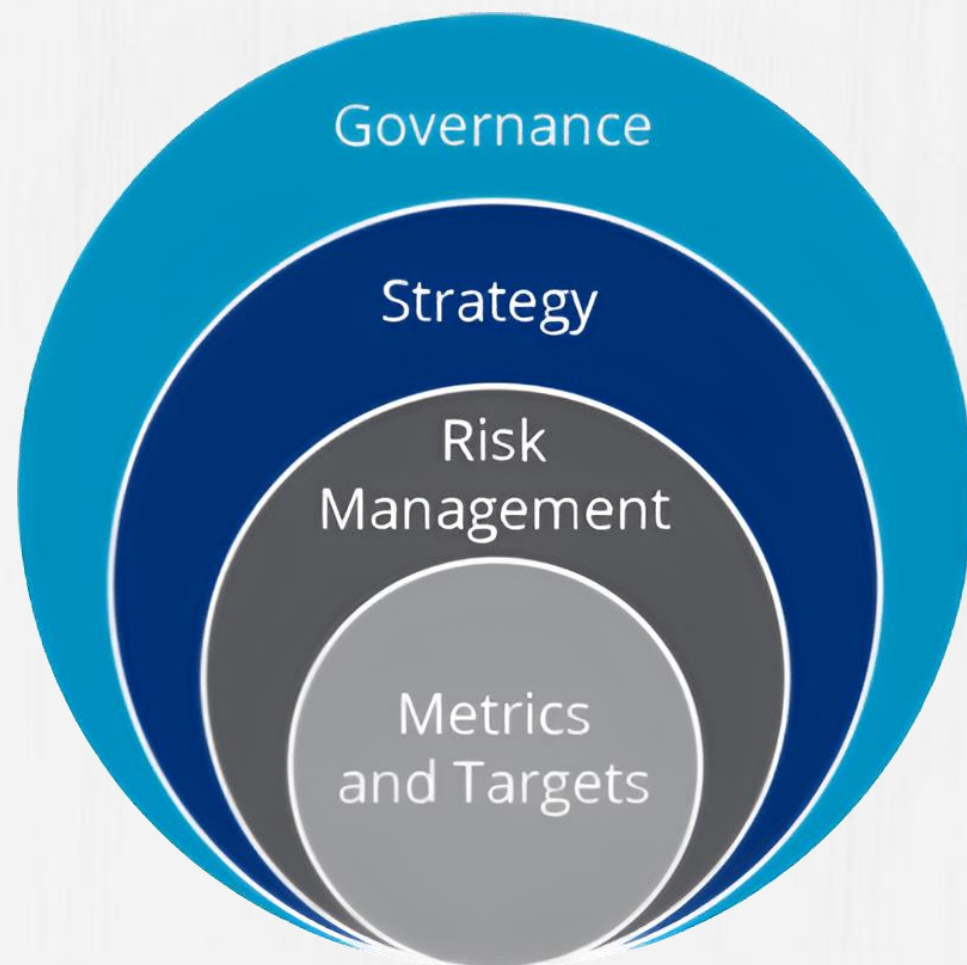 Governance
Strategy
Risk
Management
Metrics
and Targets